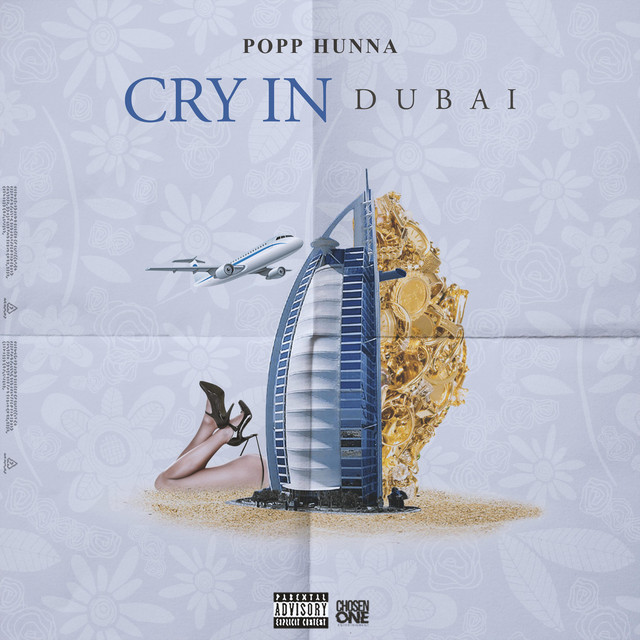 POPP HUNNA
CRY IN DUBAI
PARENTAL
ADVISORY
EXPLICIT CONTENT
CHOSEN
ONE